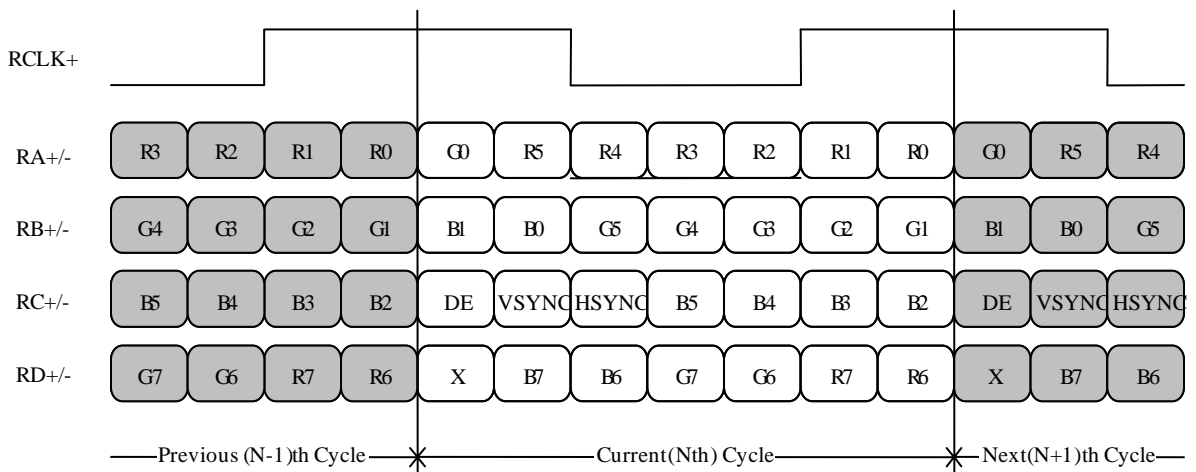 RCLK+
RA+/- R3 R2 R1 R0 G0 R5 R4 R3 R2 R1 R0 G0 R5 R4
RB+/- G4 G3 G2 G1 B1 B0 G5 G4 G3 G2 G1 B1 B0 G5
RC+/- B5 B4 B3 B2 DE VSYNC HSYNC B5 B4 B3 B2 DE VSYNC HSYNC
RD+/- G7 G6 R7 R6 X B7 B6 G7 G6 R7 R6 X B7 B6
Previous (N-1)th Cycle Current(Nth) Cycle Next(N+1)th Cycle